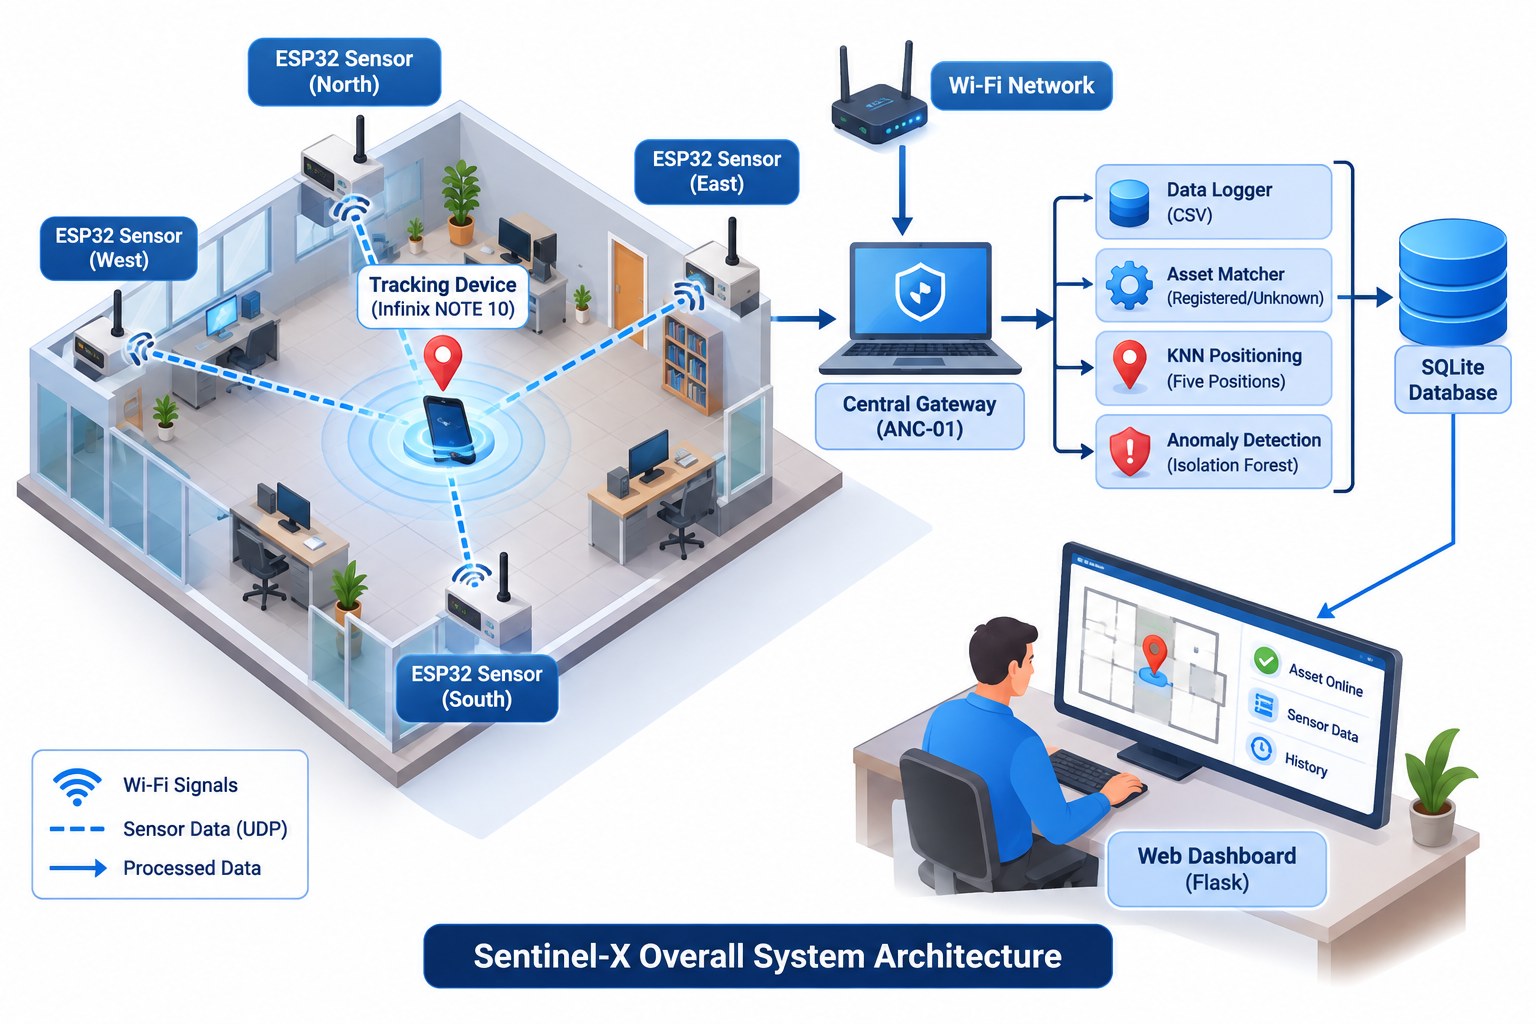 ESP32 Sensor
(North)
Wi-Fi Network
ESP32 Sensor
(East)
ESP32 Sensor
(West)
Tracking Device
(Infinix NOTE 10)
Data Logger
(CSV)
Asset Matcher
(Registered/Unknown)
KNN Positioning
(Five Positions)
Anomaly Detection
(Isolation Forest)
SQLite
Database
Central Gateway
(ANC-01)
ESP32 Sensor
(South)
Asset Online
Sensor Data
History
Web Dashboard
(Flask)
Wi-Fi Signals
Sensor Data (UDP)
Processed Data
Sentinel-X Overall System Architecture